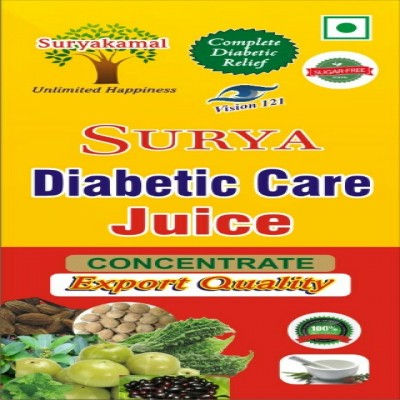 Suryakamal
Unlimited Happiness
Complete
Diabetic
Relief
SUGAR-FREE
Vision 121
SURYA
Diabetic Care
Juice
CONCENTRATE
Export Quality
100%